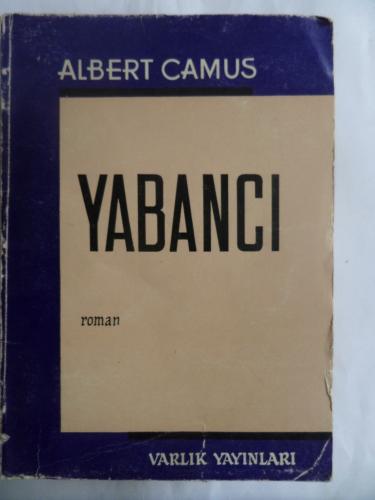 ALBERT CAMUS
YABANCI
roman
VARLIK YAYINLARI